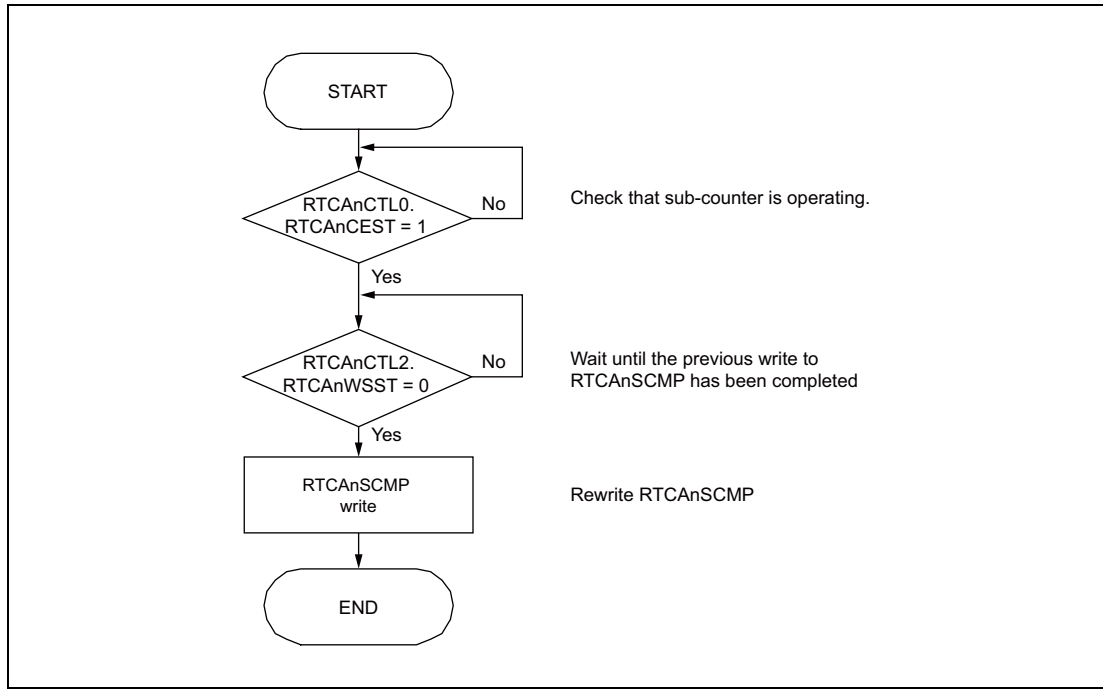 START
RTCAnCTL0.
RTCAnCEST = 1
No
Check that sub-counter is operating.
Yes
RTCAnCTL2.
RTCAnWSST = 0
No
Wait until the previous write to
RTCAnSCMP has been completed
Yes
RTCAnSCMP
write
Rewrite RTCAnSCMP
END